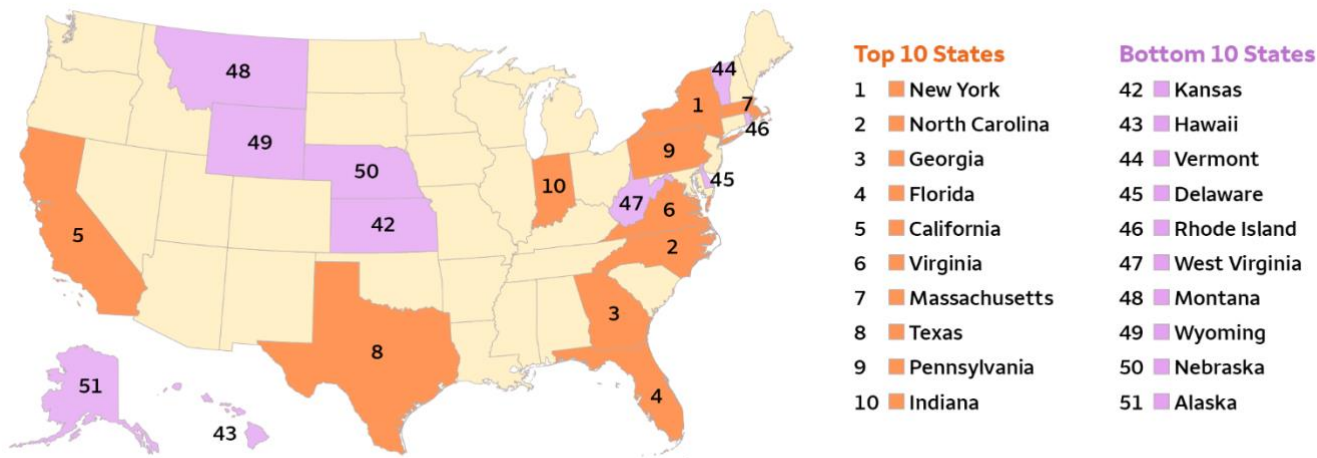 44
48
1
7
46
49
9
50
10
45
47
6
42
5
2
3
8
51
4
43
Top 10 States
1 New York
2 North Carolina
3 Georgia
4 Florida
5 California
6 Virginia
7 Massachusetts
8 Texas
9 Pennsylvania
10 Indiana
Bottom 10 States
42 Kansas
43 Hawaii
44 Vermont
45 Delaware
46 Rhode Island
47 West Virginia
48 Montana
49 Wyoming
50 Nebraska
51 Alaska